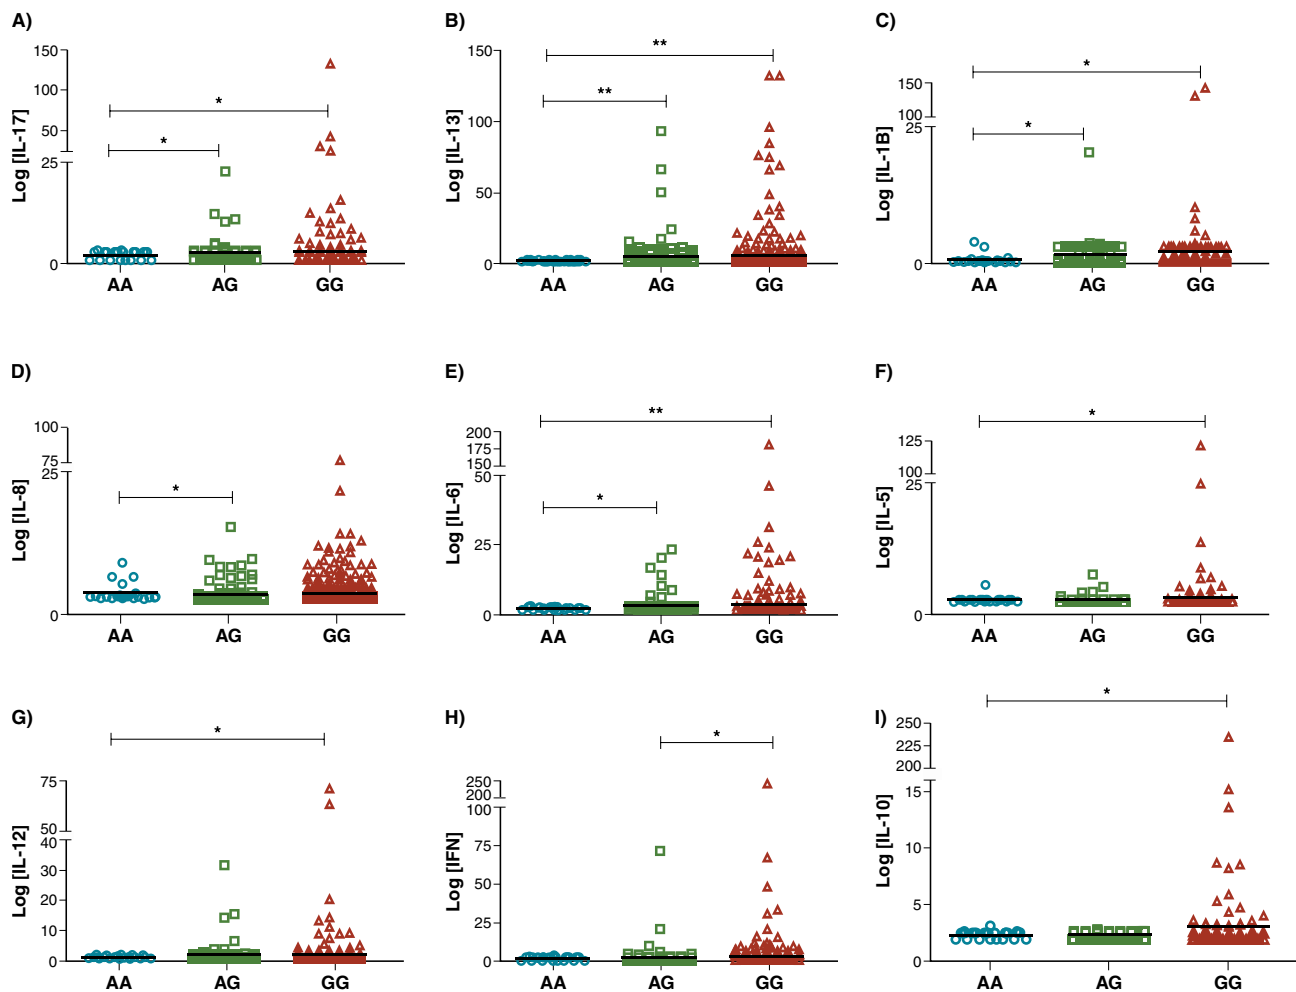 A)
Log [IL-17]
150
100
50
25
0
*
*
AA AG GG
B)
Log [IL-13]
150
100
50
0
**
**
AA AG GG
C)
Log [IL-1B]
150
100
25
0
*
*
AA AG GG
D)
Log [IL-8]
100
75
25
0
*
AA AG GG
E)
Log [IL-6]
200
175
150
50
25
0
**
*
AA AG GG
F)
Log [IL-5]
125
100
25
0
*
AA AG GG
G)
Log [IL-12]
75
50
40
30
20
10
0
*
AA AG GG
H)
Log [IFN]
250
200
100
75
50
25
0
*
AA AG GG
I)
Log [IL-10]
250
225
200
15
10
5
0
*
AA AG GG